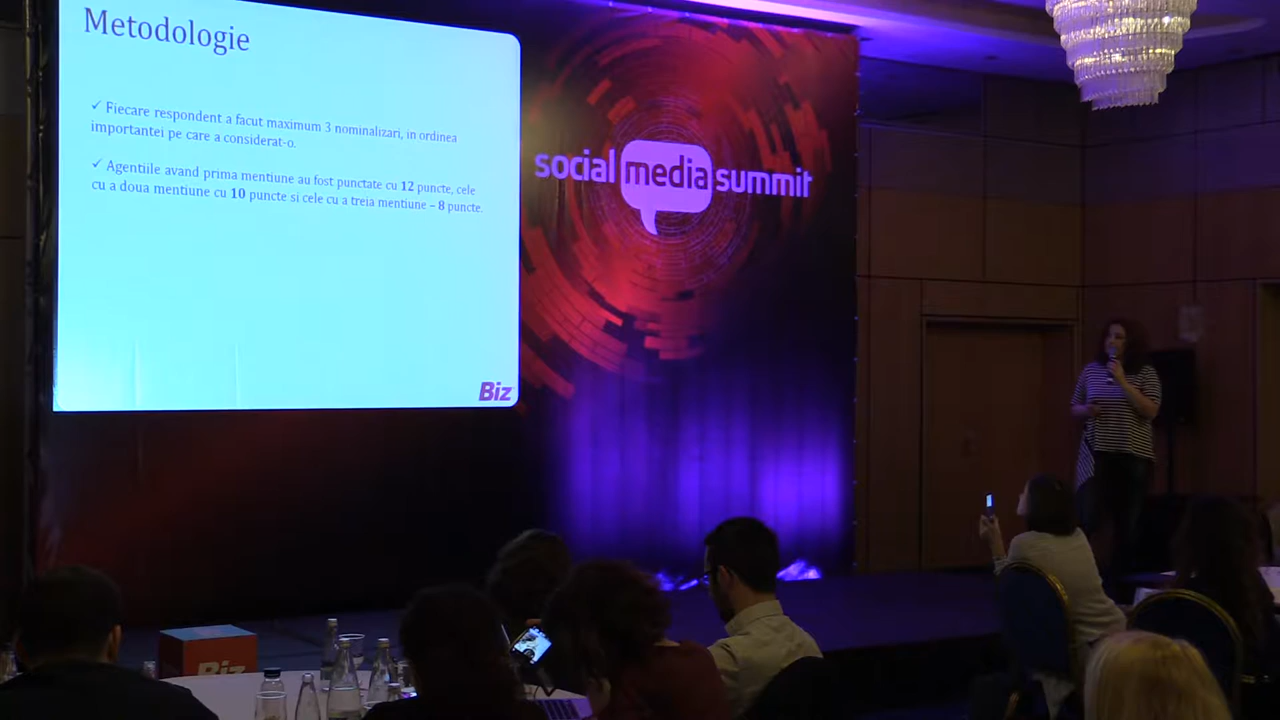 Metodologie
✓ Fiecare respondent a facut maximum 3 nominalizari, in ordinea
importantei pe care a considerat-o.
✓ Agentiile avand prima mentiune au fost punctate cu 12 puncte, cele
cu a doua mentiune cu 10 puncte si cele cu a treia mentiune – 8 puncte.
Biz
social media summit
Biz